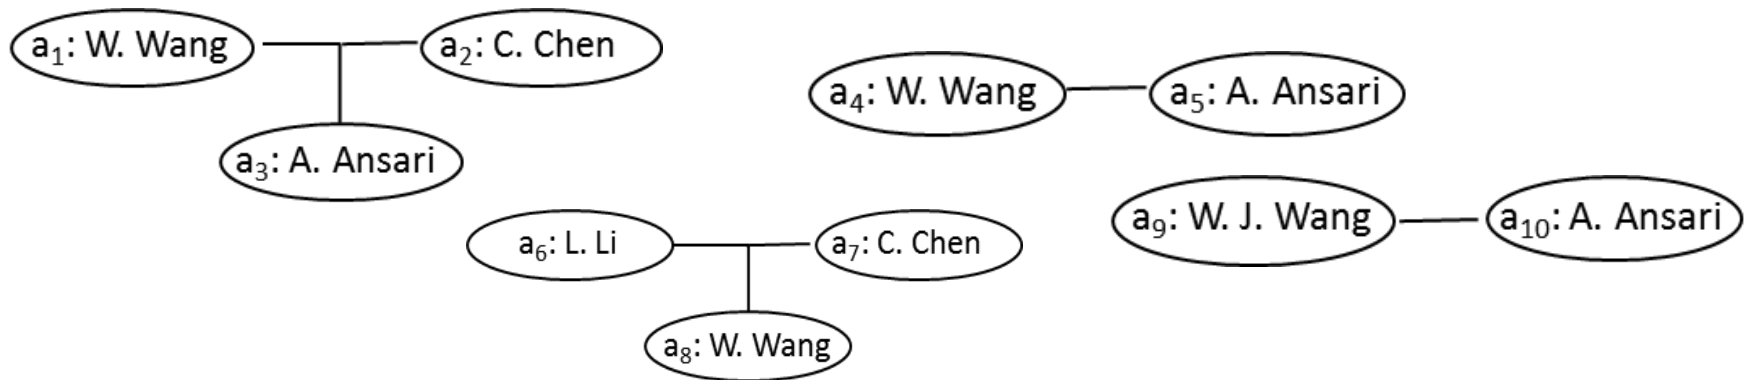 a₁: W. Wang
a₂: C. Chen
a₃: A. Ansari
a₄: W. Wang
a₅: A. Ansari
a₆: L. Li
a₇: C. Chen
a₈: W. Wang
a₉: W. J. Wang
a₁₀: A. Ansari